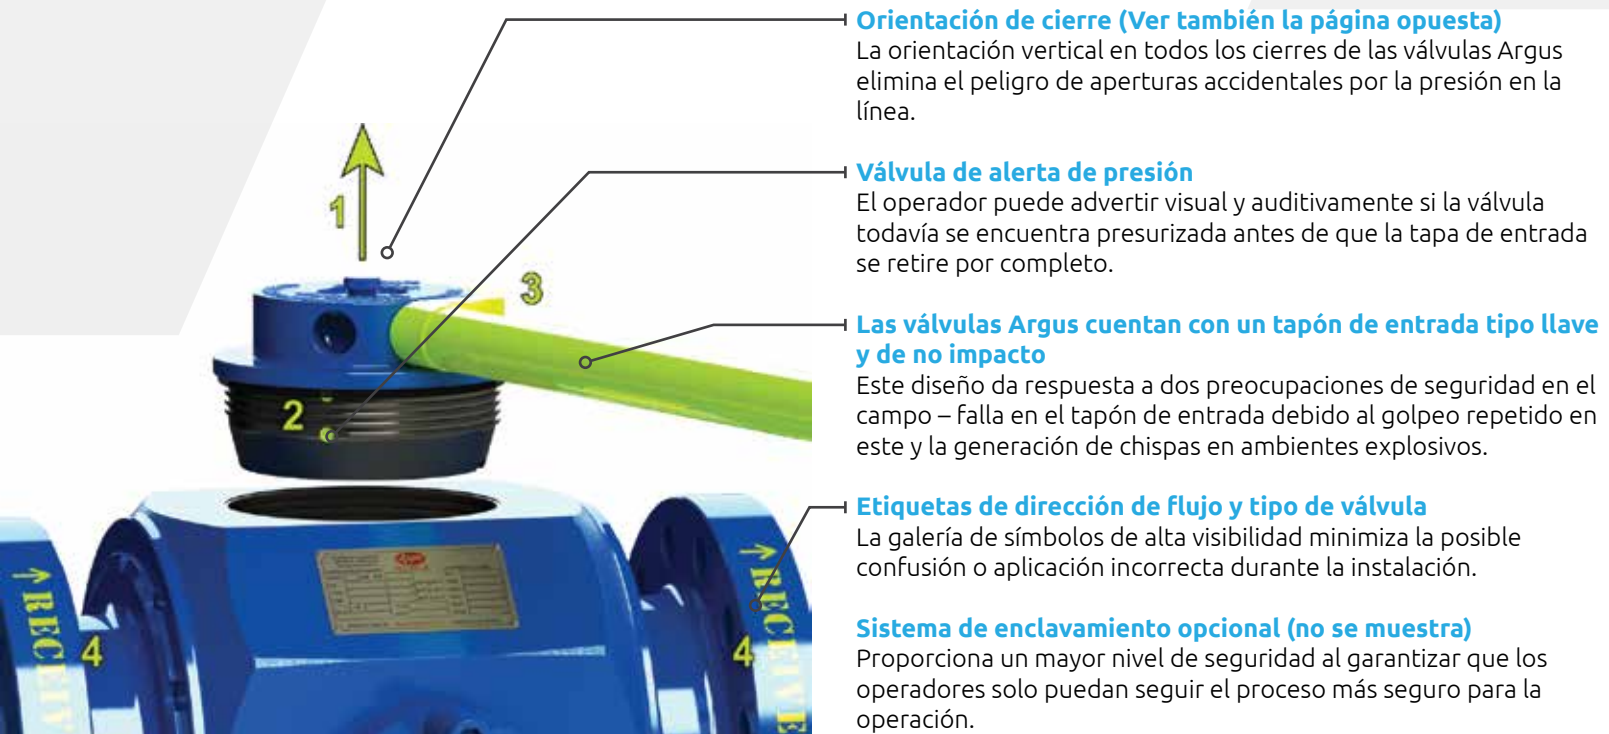 Orientación de cierre (Ver también la página opuesta)
La orientación vertical en todos los cierres de las válvulas Argus
elimina el peligro de aperturas accidentales por la presión en la
línea.
Válvula de alerta de presión
El operador puede advertir visual y auditivamente si la válvula
todavía se encuentra presurizada antes de que la tapa de entrada
se retire por completo.
Las válvulas Argus cuentan con un tapón de entrada tipo llave
y de no impacto
Este diseño da respuesta a dos preocupaciones de seguridad en el
campo – falla en el tapón de entrada debido al golpeo repetido en
este y la generación de chispas en ambientes explosivos.
Etiquetas de dirección de flujo y tipo de válvula
La galería de símbolos de alta visibilidad minimiza la posible
confusión o aplicación incorrecta durante la instalación.
Sistema de enclavamiento opcional (no se muestra)
Proporciona un mayor nivel de seguridad al garantizar que los
operadores solo puedan seguir el proceso más seguro para la
operación.
1
3
2
4
4
RECEIV
RECEIVE